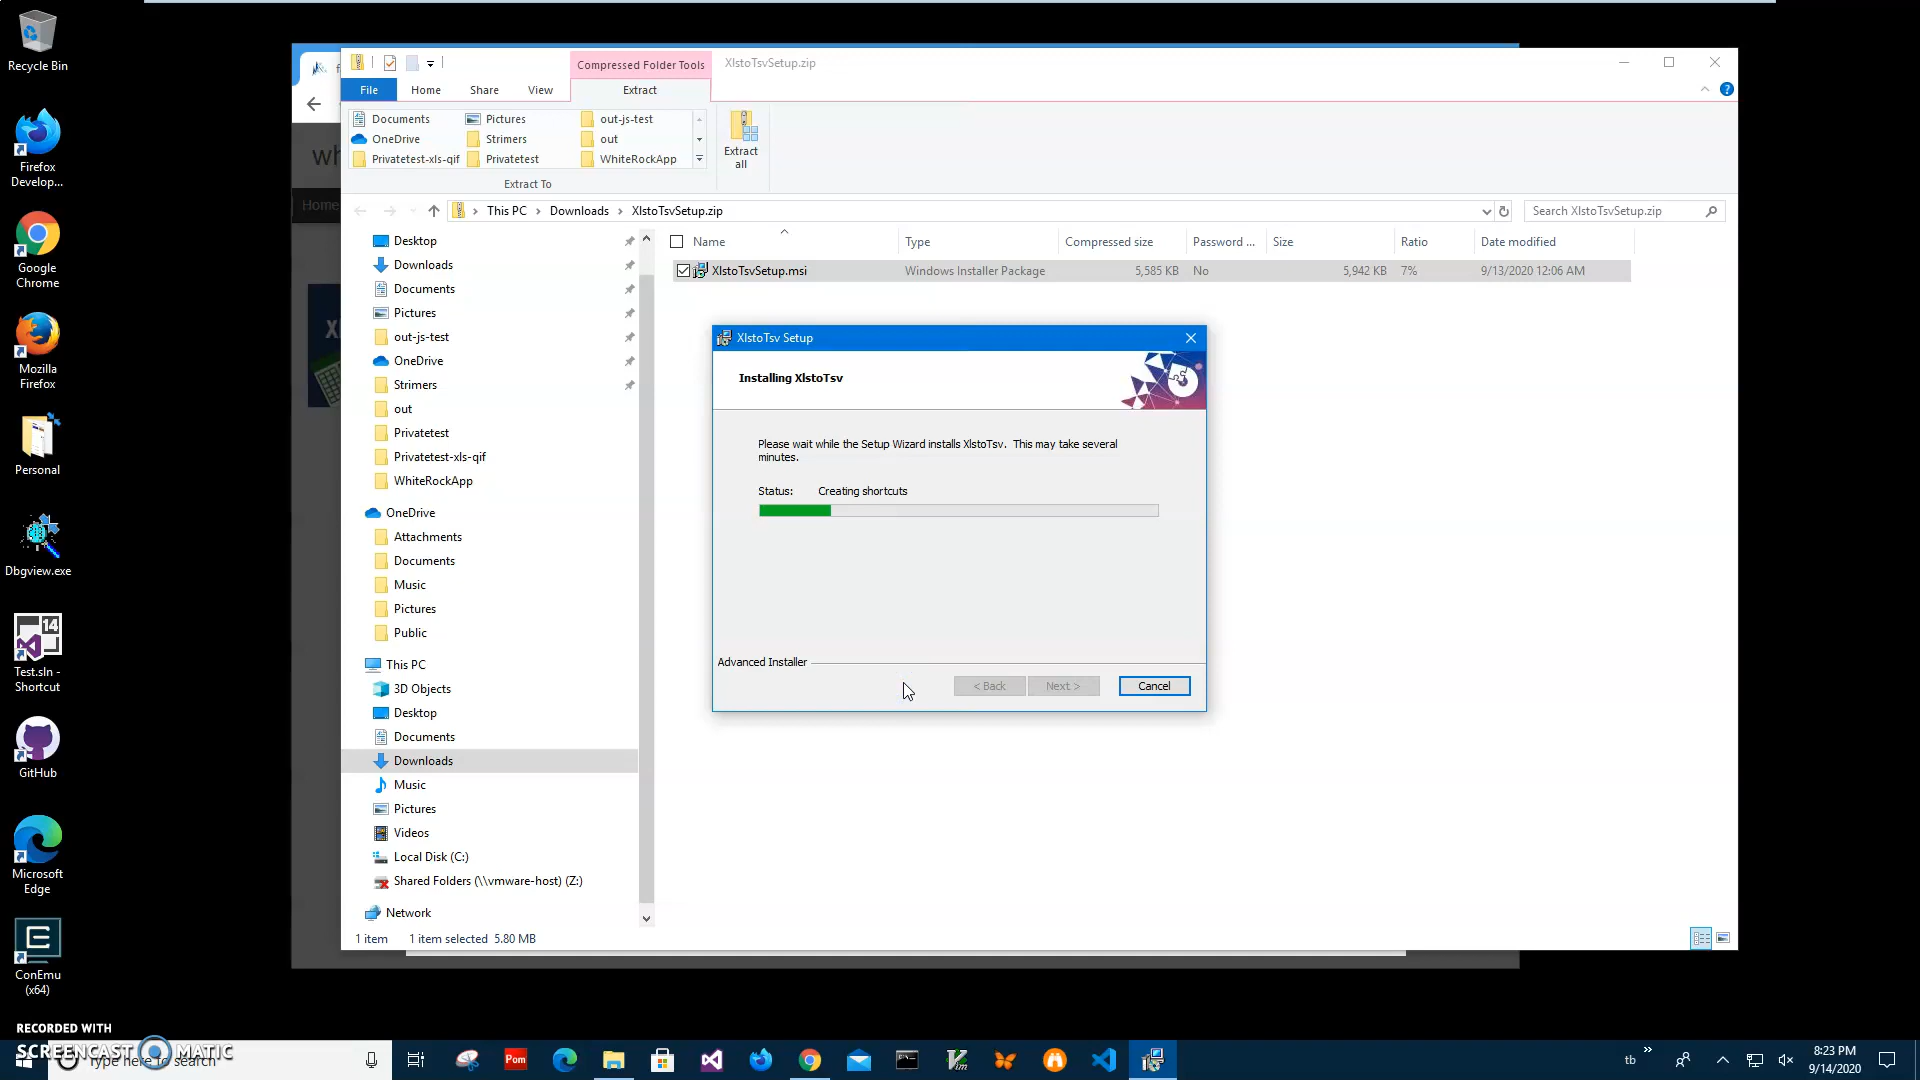 Recycle Bin
Firefox
Develop...
Google
Chrome
Mozilla
Firefox
Personal
Dbgview.exe
14
Test.sln -
Shortcut
GitHub
Microsoft
Edge
ConEmu
(x64)
RECORDED WITH
SCREENCAST MATIC
Type here to search
Compressed Folder Tools
XlstoTsvSetup.zip
File
Home
Share
View
Extract
Documents
Pictures
out-js-test
OneDrive
Strimers
out
Privatetest-xls-qif
Privatetest
WhiteRockApp
Extract To
Extract
all
Home
This PC
Downloads
XlstoTsvSetup.zip
Search XlstoTsvSetup.zip
Desktop
Downloads
Documents
Pictures
out-js-test
OneDrive
Strimers
out
Privatetest
Privatetest-xls-qif
WhiteRockApp
OneDrive
Attachments
Documents
Music
Pictures
Public
This PC
3D Objects
Desktop
Documents
Downloads
Music
Pictures
Videos
Local Disk (C:)
Shared Folders (\\vmware-host) (Z:)
Network
Name
Type
Compressed size
Password ...
Size
Ratio
Date modified
XlstoTsvSetup.msi
Windows Installer Package
5,585 KB
No
5,942 KB
7%
9/13/2020 12:06 AM
XlstoTsv Setup
Installing XlstoTsv
Please wait while the Setup Wizard installs XlstoTsv. This may take several
minutes.
Status:
Creating shortcuts
Advanced Installer
< Back
Next >
Cancel
1 item
1 item selected 5.80 MB
Pom
tb
8:23 PM
9/14/2020